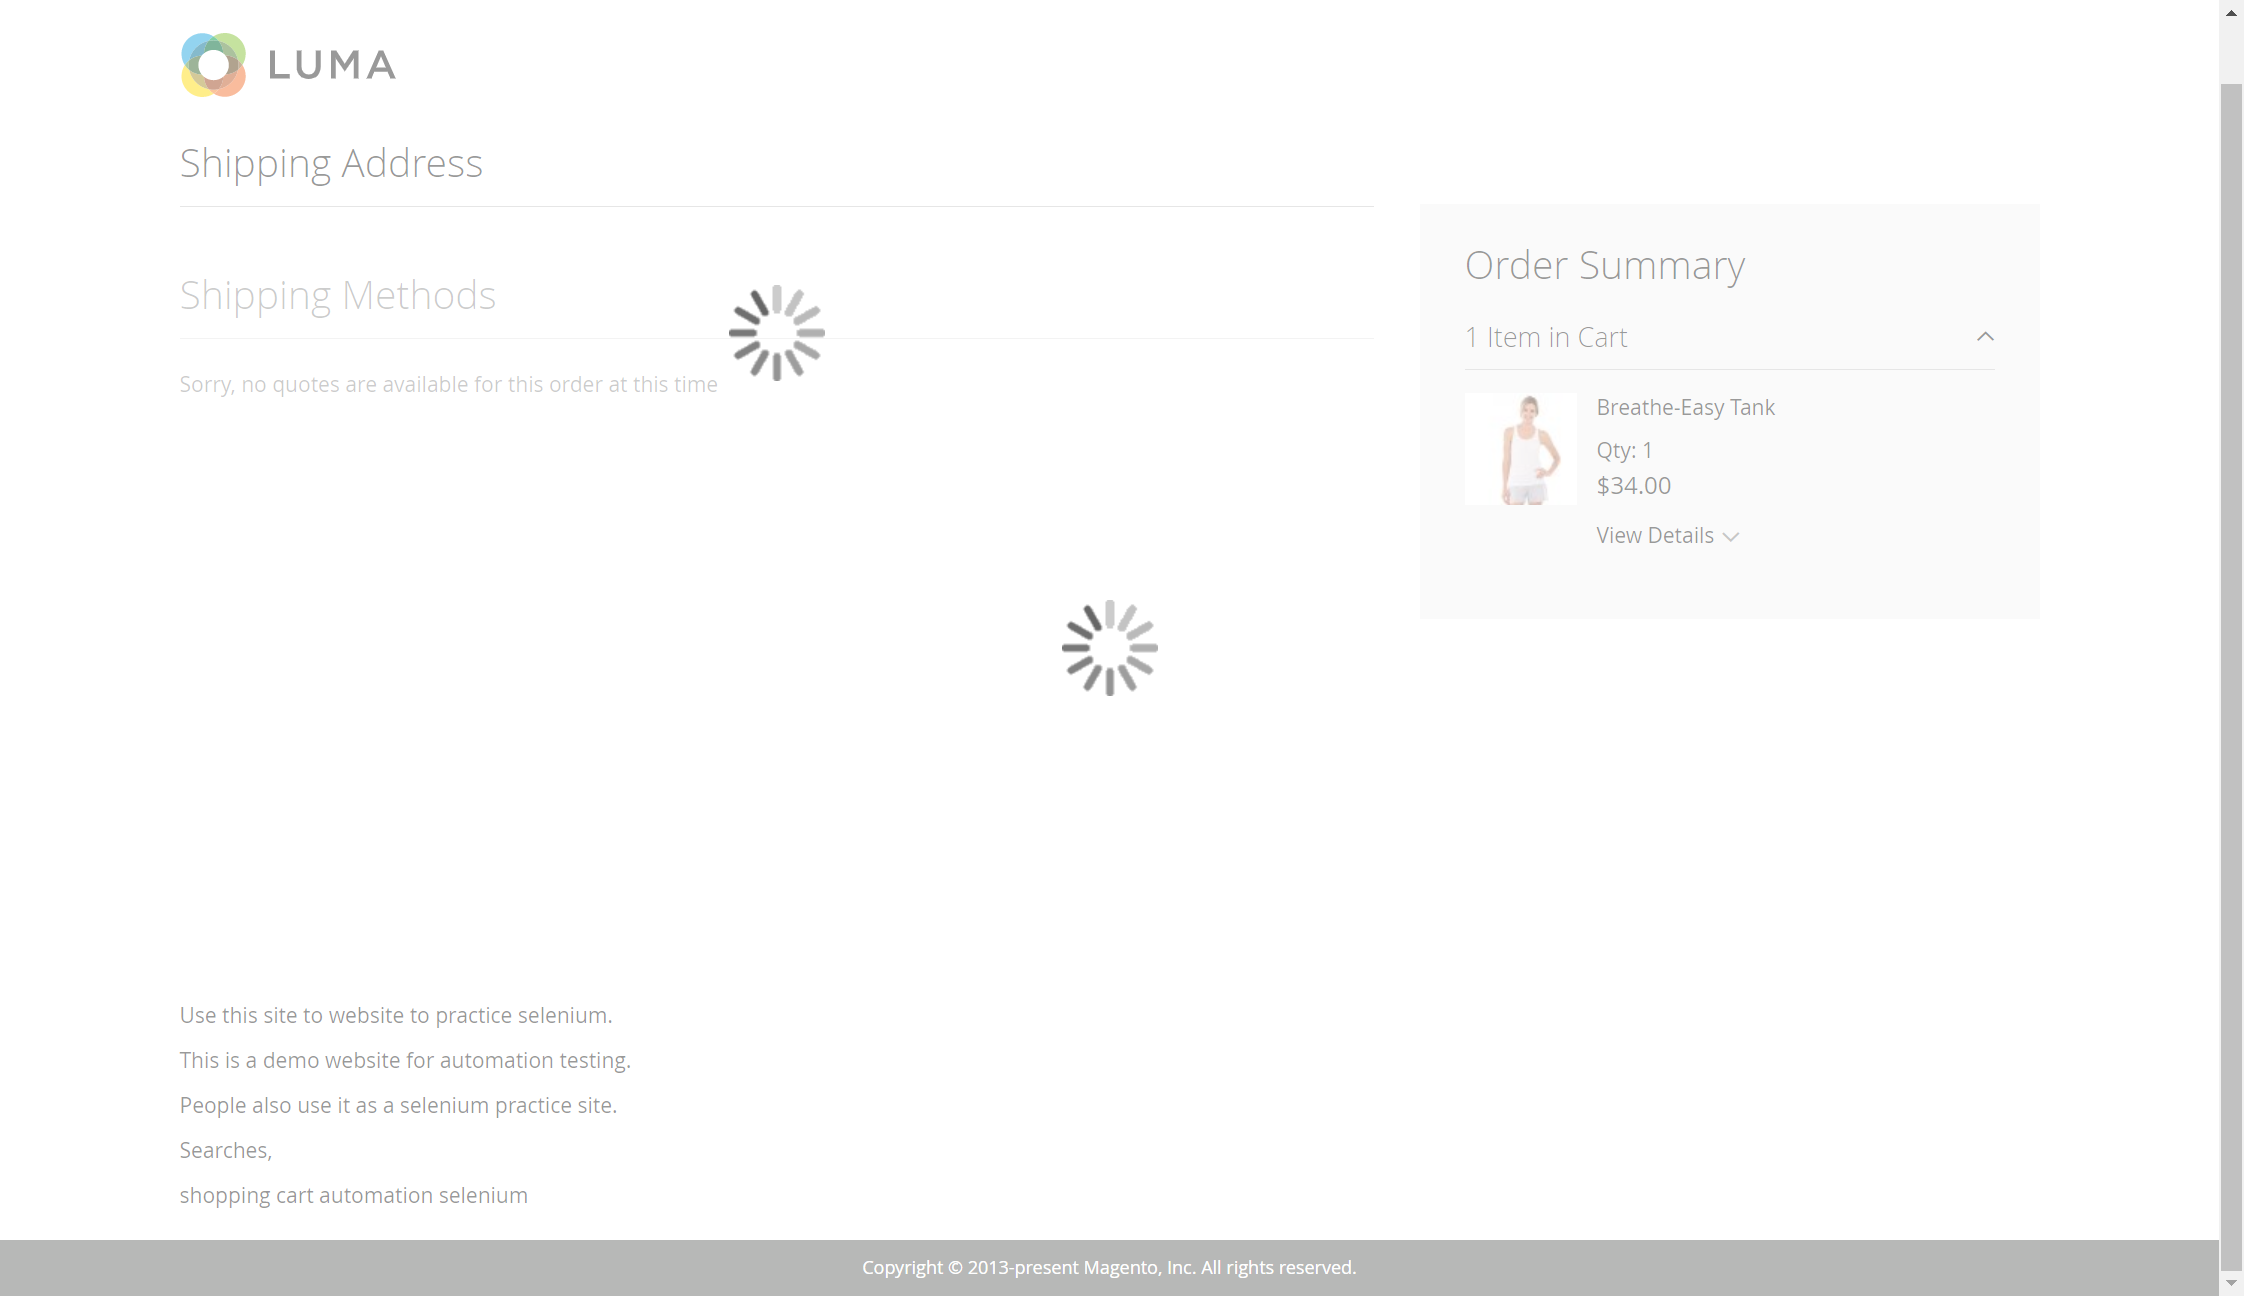 LUMA
Shipping Address
Shipping Methods
Sorry, no quotes are available for this order at this time
Order Summary
1 Item in Cart
Breathe-Easy Tank
Qty: 1
$34.00
View Details
Use this site to website to practice selenium.
This is a demo website for automation testing.
People also use it as a selenium practice site.
Searches,
shopping cart automation selenium
Copyright © 2013-present Magento, Inc. All rights reserved.